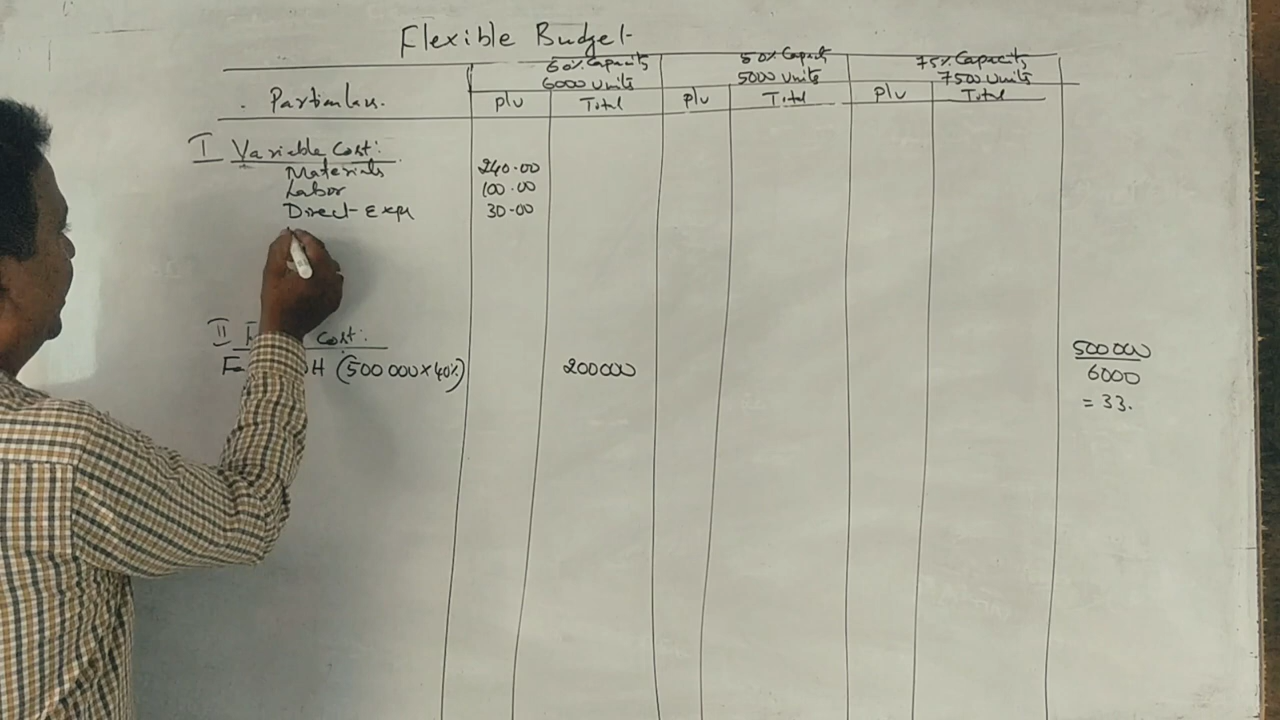 Flexible Budget
60% Capacity 50% Capacity 75% Capacity
6000 Units 5000 Units 7500 Units
Particulars. P/U Total P/U Total P/U Total
I Variable Cost:
Materials 240.00
Labor 100.00
Direct Exp 30.00
II Cost:
H (500000×40%) 200000
500000
6000
= 33.